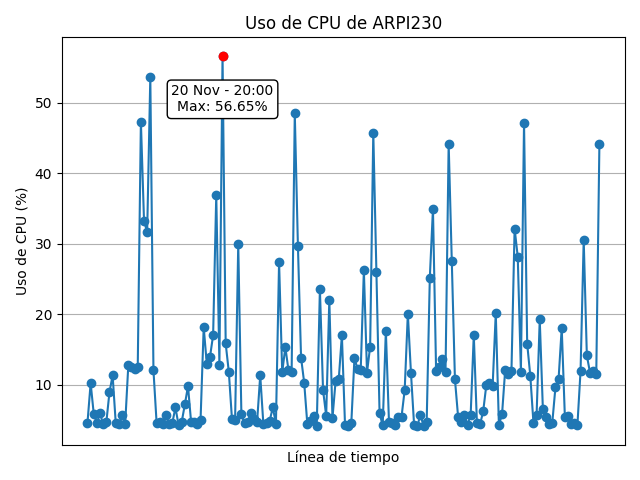 Uso de CPU de ARPI230
20 Nov - 20:00
Max: 56.65%
50
40
30
20
10
Uso de CPU (%)
Línea de tiempo